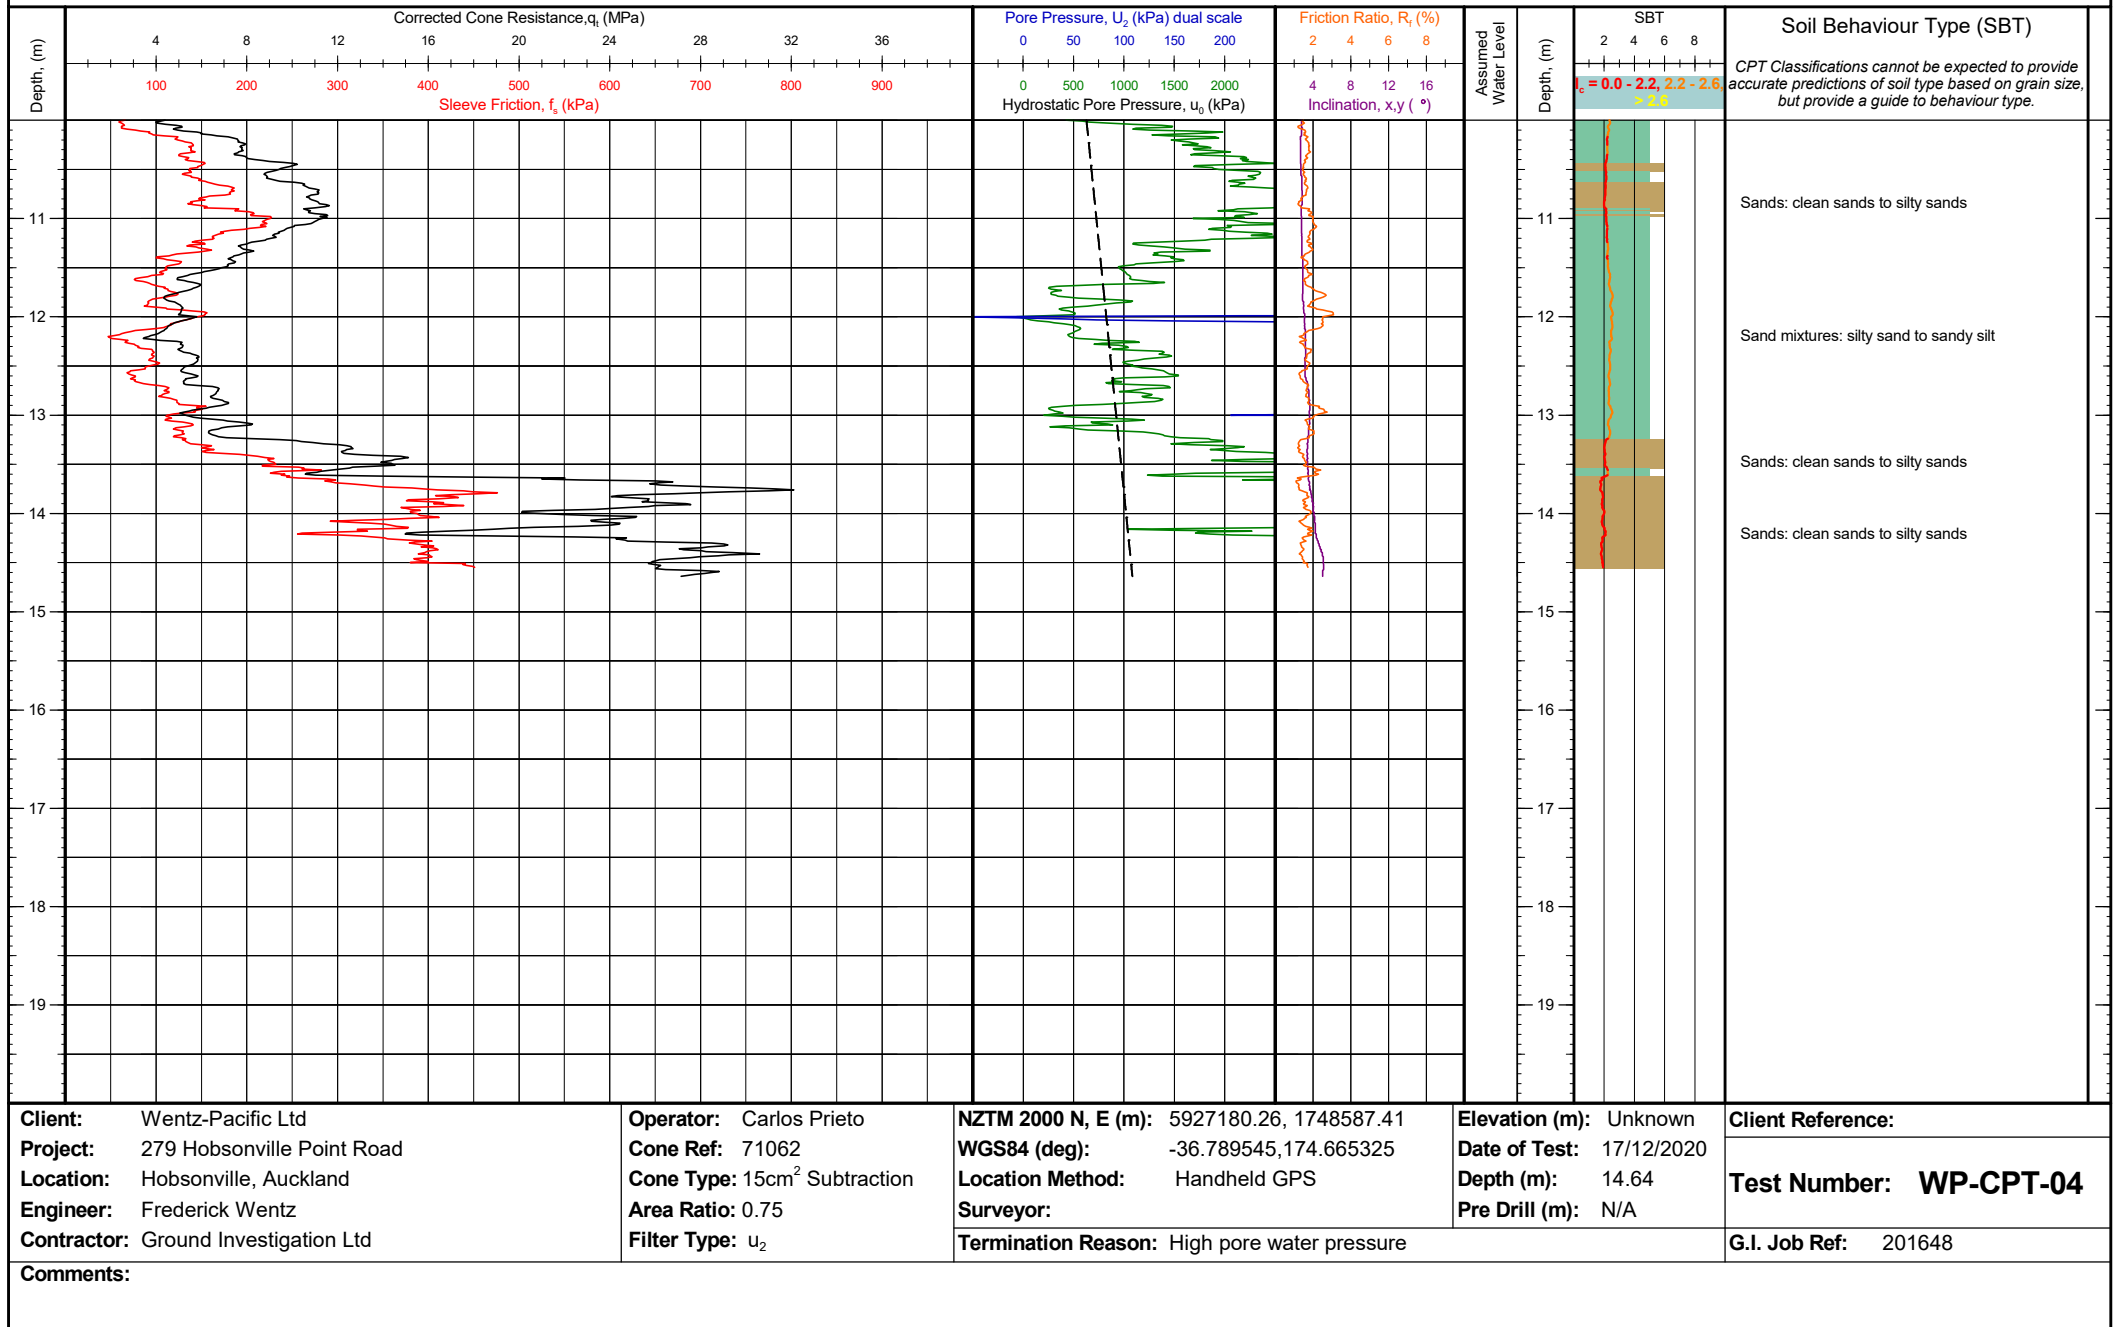 Corrected Cone Resistance,qt (MPa)
4 8 12 16 20 24 28 32 36
100 200 300 400 500 600 700 800 900
Sleeve Friction, fs (kPa)
Depth, (m)
Pore Pressure, U2 (kPa) dual scale
0 50 100 150 200
0 500 1000 1500 2000
Hydrostatic Pore Pressure, u0 (kPa)
Friction Ratio, Rf (%)
2 4 6 8
4 8 12 16
Inclination, x,y ( °)
Assumed
Water Level
Depth, (m)
SBT
2 4 6 8
Ic = 0.0 - 2.2, 2.2 - 2.6,
> 2.6
Soil Behaviour Type (SBT)
CPT Classifications cannot be expected to provide
accurate predictions of soil type based on grain size,
but provide a guide to behaviour type.
11 11
Sands: clean sands to silty sands
12 12
Sand mixtures: silty sand to sandy silt
13 13
Sands: clean sands to silty sands
14 14
Sands: clean sands to silty sands
15 15
16 16
17 17
18 18
19 19
Client: Wentz-Pacific Ltd
Project: 279 Hobsonville Point Road
Location: Hobsonville, Auckland
Engineer: Frederick Wentz
Contractor: Ground Investigation Ltd
Operator: Carlos Prieto
Cone Ref: 71062
Cone Type: 15cm² Subtraction
Area Ratio: 0.75
Filter Type: u2
NZTM 2000 N, E (m): 5927180.26, 1748587.41
WGS84 (deg): -36.789545,174.665325
Location Method: Handheld GPS
Surveyor:
Termination Reason: High pore water pressure
Elevation (m): Unknown
Date of Test: 17/12/2020
Depth (m): 14.64
Pre Drill (m): N/A
Client Reference:
Test Number: WP-CPT-04
G.I. Job Ref: 201648
Comments: